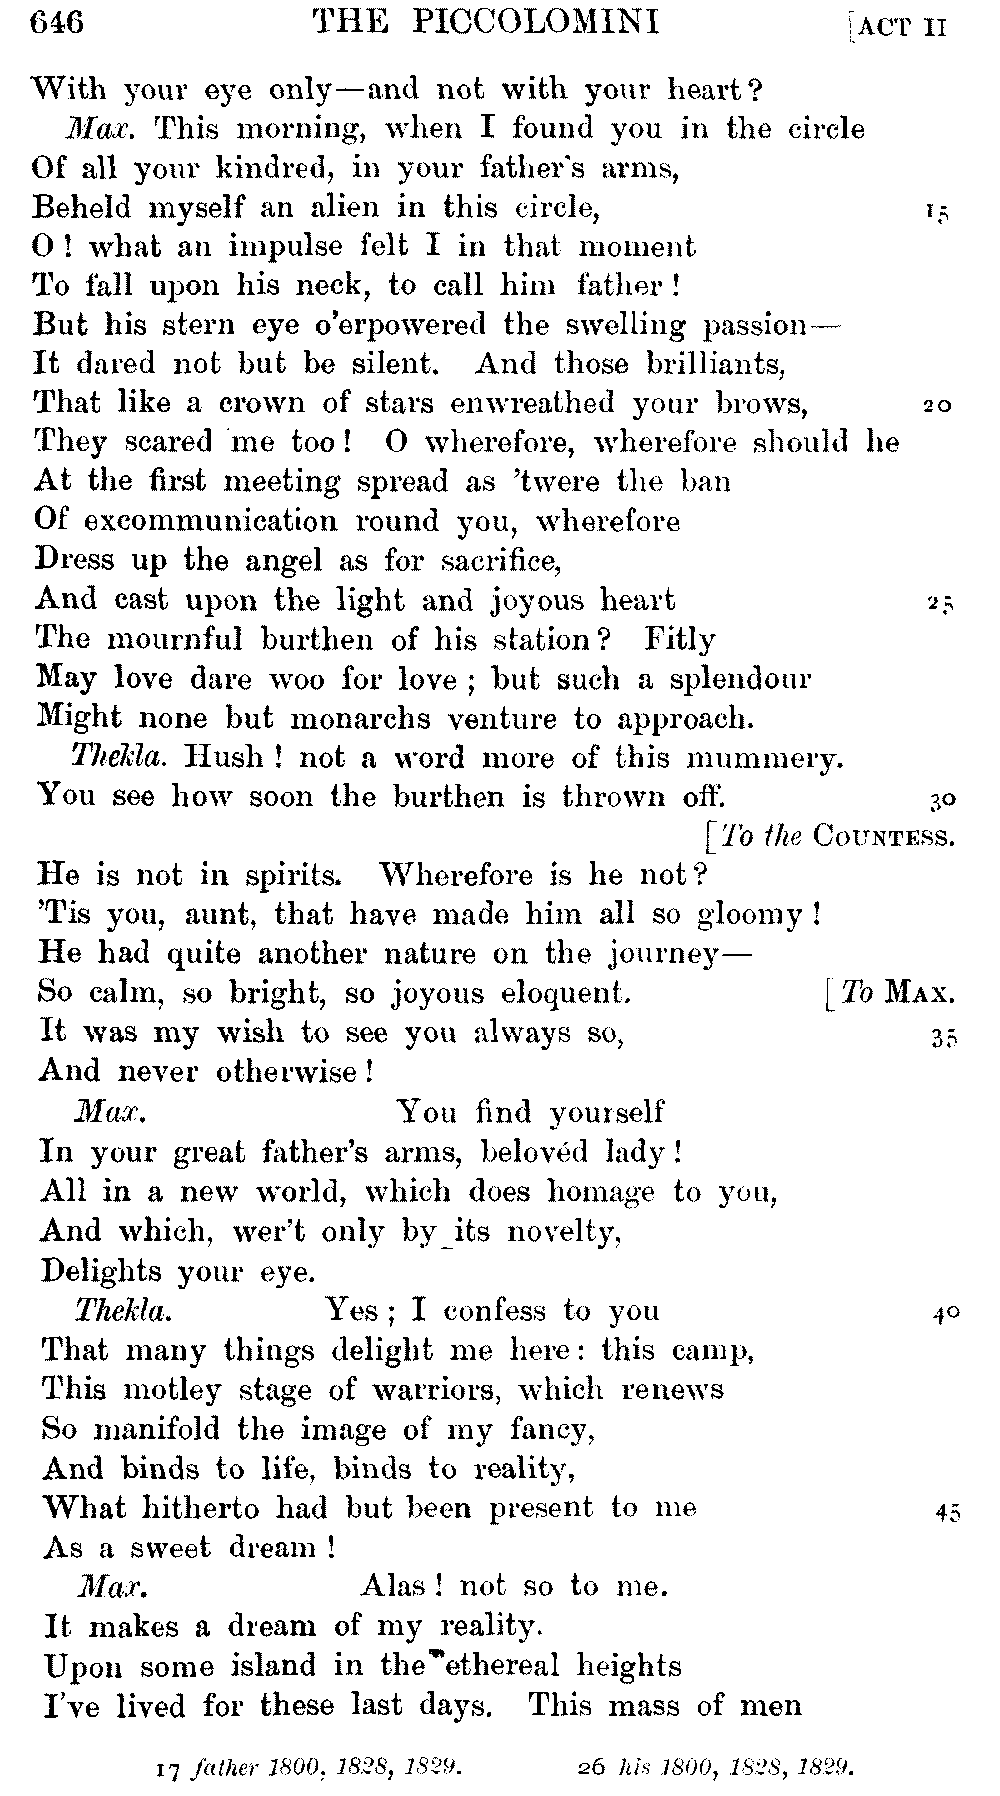 646 THE PICCOLOMINI [ACT II
With your eye only—and not with your heart?
Max. This morning, when I found you in the circle
Of all your kindred, in your father's arms,
Beheld myself an alien in this circle, 15
O! what an impulse felt I in that moment
To fall upon his neck, to call him father!
But his stern eye o'erpowered the swelling passion—
It dared not but be silent. And those brilliants,
That like a crown of stars enwreathed your brows, 20
They scared me too! O wherefore, wherefore should he
At the first meeting spread as 'twere the ban
Of excommunication round you, wherefore
Dress up the angel as for sacrifice,
And cast upon the light and joyous heart 25
The mournful burthen of his station? Fitly
May love dare woo for love; but such a splendour
Might none but monarchs venture to approach.
Thekla. Hush! not a word more of this mummery.
You see how soon the burthen is thrown off. 30
[To the COUNTESS.
He is not in spirits. Wherefore is he not?
'Tis you, aunt, that have made him all so gloomy!
He had quite another nature on the journey—
So calm, so bright, so joyous eloquent. [To MAX.
It was my wish to see you always so, 35
And never otherwise!
Max. You find yourself
In your great father's arms, belovéd lady!
All in a new world, which does homage to you,
And which, wer't only by its novelty,
Delights your eye.
Thekla. Yes; I confess to you 40
That many things delight me here: this camp,
This motley stage of warriors, which renews
So manifold the image of my fancy,
And binds to life, binds to reality,
What hitherto had but been present to me 45
As a sweet dream!
Max. Alas! not so to me.
It makes a dream of my reality.
Upon some island in the ethereal heights
I've lived for these last days. This mass of men
17 father 1800, 1828, 1829. 26 his 1800, 1828, 1829.